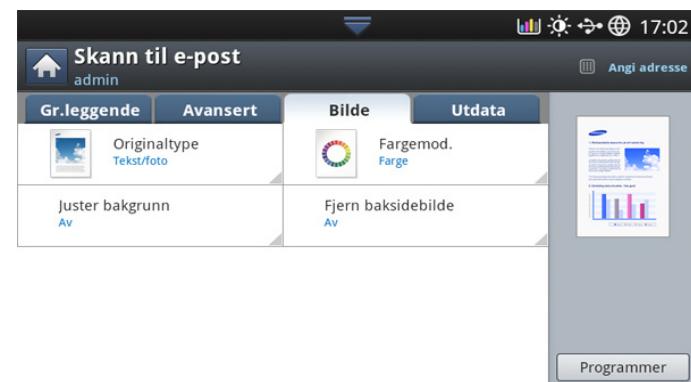 17:02
Skann til e-post
admin
Angi adresse
Gr.leggende Avansert Bilde Utdata
Originaltype
Tekst/foto
Fargemod.
Farge
Juster bakgrunn
Av
Fjern baksidebilde
Av
Programmer